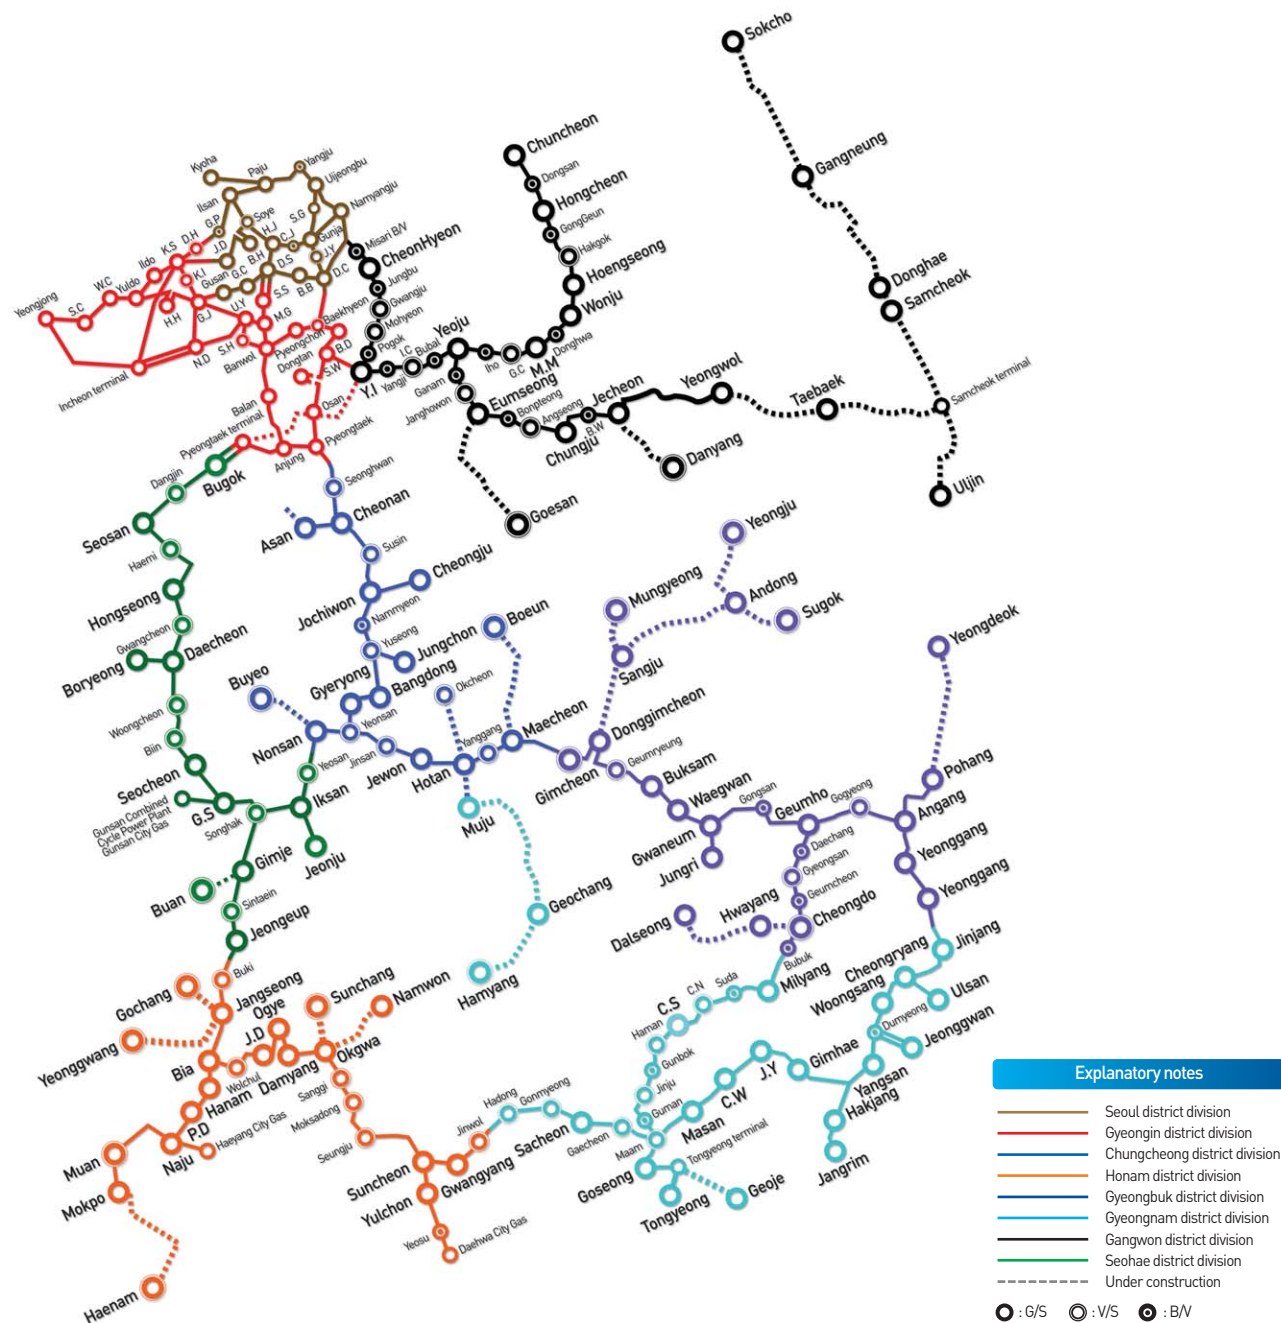 Sokcho
Gangneung
Donghae
Samcheok
Samcheok terminal
Uljin
Chuncheon
Dongsan
Hongcheon
GongGeun
Hakgok
Hoengseong
Wonju
Donghwa
M.M
G.C
Iho
Yeoju
Bubal
I.C
Yangji
Y.I
Pogok
Mohyeon
Gwangju
Jungbu
CheonHyeon
Misari B/V
Ganam
Janghowon
Eumseong
Bonpteong
Angseong
Chungju
B.W
Jecheon
Yeongwol
Taebaek
Danyang
Goesan
Kyoha
Paju
Yangju
Uijeongbu
Namyangju
Ilsan
Soye
S.G
G.P
H.J
C.J
Gunja
J.Y
J.D
B.H
D.S
G.C
D.C
B.B
D.H
K.S
K.I
Gusan
Ildo
Yuldo
W.C
S.C
Yeongjong
H.H
G.J
U.Y
S.S
M.G
N.D
S.H
Incheon terminal
Banwol
Pyeongchon
Baekhyeon
B.D
Dongtan
S.W
Osan
Balan
Pyeongtaek terminal
Anjung
Pyeongtaek
Bugok
Dangjin
Seosan
Haemi
Hongseong
Gwangcheon
Daecheon
Boryeong
Woongcheon
Biin
Seocheon
G.S
Gunsan Combined
Cycle Power Plant
Gunsan City Gas
Songhak
Iksan
Yeosan
Jeonju
Gimje
Buan
Sintaein
Jeongeup
Seonghwan
Cheonan
Asan
Susin
Cheongju
Jochiwon
Nammyeon
Yuseong
Jungchon
Gyeryong
Bangdong
Buyeo
Nonsan
Yeonsan
Jinsan
Jewon
Hotan
Okcheon
Yanggang
Boeun
Maecheon
Gimcheon
Donggimcheon
Geumryeung
Sangju
Mungyeong
Yeongju
Andong
Sugok
Buksam
Waegwan
Gwaneum
Jungri
Gongsan
Geumho
Gogyeong
Angang
Pohang
Yeongdeok
Yeonggang
Yeonggang
Daechang
Gyeongsan
Geumcheon
Hwayang
Dalseong
Cheongdo
Bubuk
Muju
Geochang
Hamyang
Milyang
Suda
C.N
C.S
Haman
Gunbok
Jinju
Guman
Maam
Gaecheon
Sacheon
Gonmyeong
Hadong
Goseong
Tongyeong terminal
Tongyeong
Geoje
Masan
C.W
J.Y
Gimhae
Hakjang
Jangrim
Yangsan
Dumyeong
Jeonggwan
Woongsang
Cheongryang
Ulsan
Jinjang
Buki
Gochang
Jangseong
Yeonggwang
Bia
Wolchul
J.D
Ogye
Damyang
Sunchang
Namwon
Okgwa
Sanggi
Moksadong
Seungju
Suncheon
Gwangyang
Jinwol
Yulchon
Yeosu
Daehwa City Gas
Hanam
P.D
Naju
Haeyang City Gas
Muan
Mokpo
Haenam
Explanatory notes
Seoul district division
Gyeongin district division
Chungcheong district division
Honam district division
Gyeongbuk district division
Gyeongnam district division
Gangwon district division
Seohae district division
Under construction
: G/S : V/S : B/V